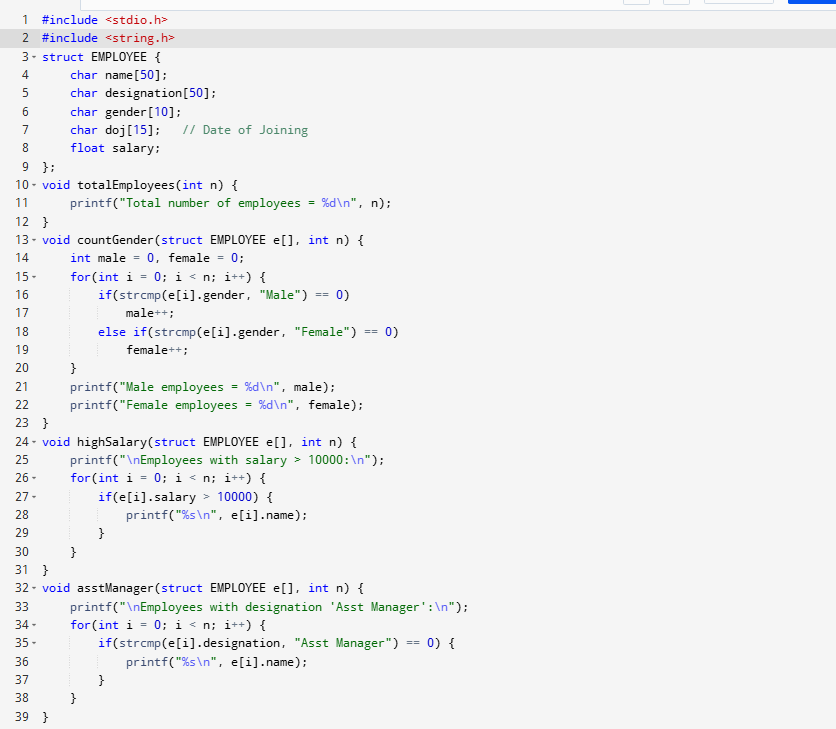 1 #include <stdio.h>
2 #include <string.h>
3 struct EMPLOYEE {
4     char name[50];
5     char designation[50];
6     char gender[10];
7     char doj[15];   // Date of Joining
8     float salary;
9 };
10 void totalEmployees(int n) {
11     printf("Total number of employees = %d\n", n);
12 }
13 void countGender(struct EMPLOYEE e[], int n) {
14     int male = 0, female = 0;
15     for(int i = 0; i < n; i++) {
16         if(strcmp(e[i].gender, "Male") == 0)
17             male++;
18         else if(strcmp(e[i].gender, "Female") == 0)
19             female++;
20     }
21     printf("Male employees = %d\n", male);
22     printf("Female employees = %d\n", female);
23 }
24 void highSalary(struct EMPLOYEE e[], int n) {
25     printf("\nEmployees with salary > 10000:\n");
26     for(int i = 0; i < n; i++) {
27         if(e[i].salary > 10000) {
28             printf("%s\n", e[i].name);
29         }
30     }
31 }
32 void asstManager(struct EMPLOYEE e[], int n) {
33     printf("\nEmployees with designation 'Asst Manager':\n");
34     for(int i = 0; i < n; i++) {
35         if(strcmp(e[i].designation, "Asst Manager") == 0) {
36             printf("%s\n", e[i].name);
37         }
38     }
39 }